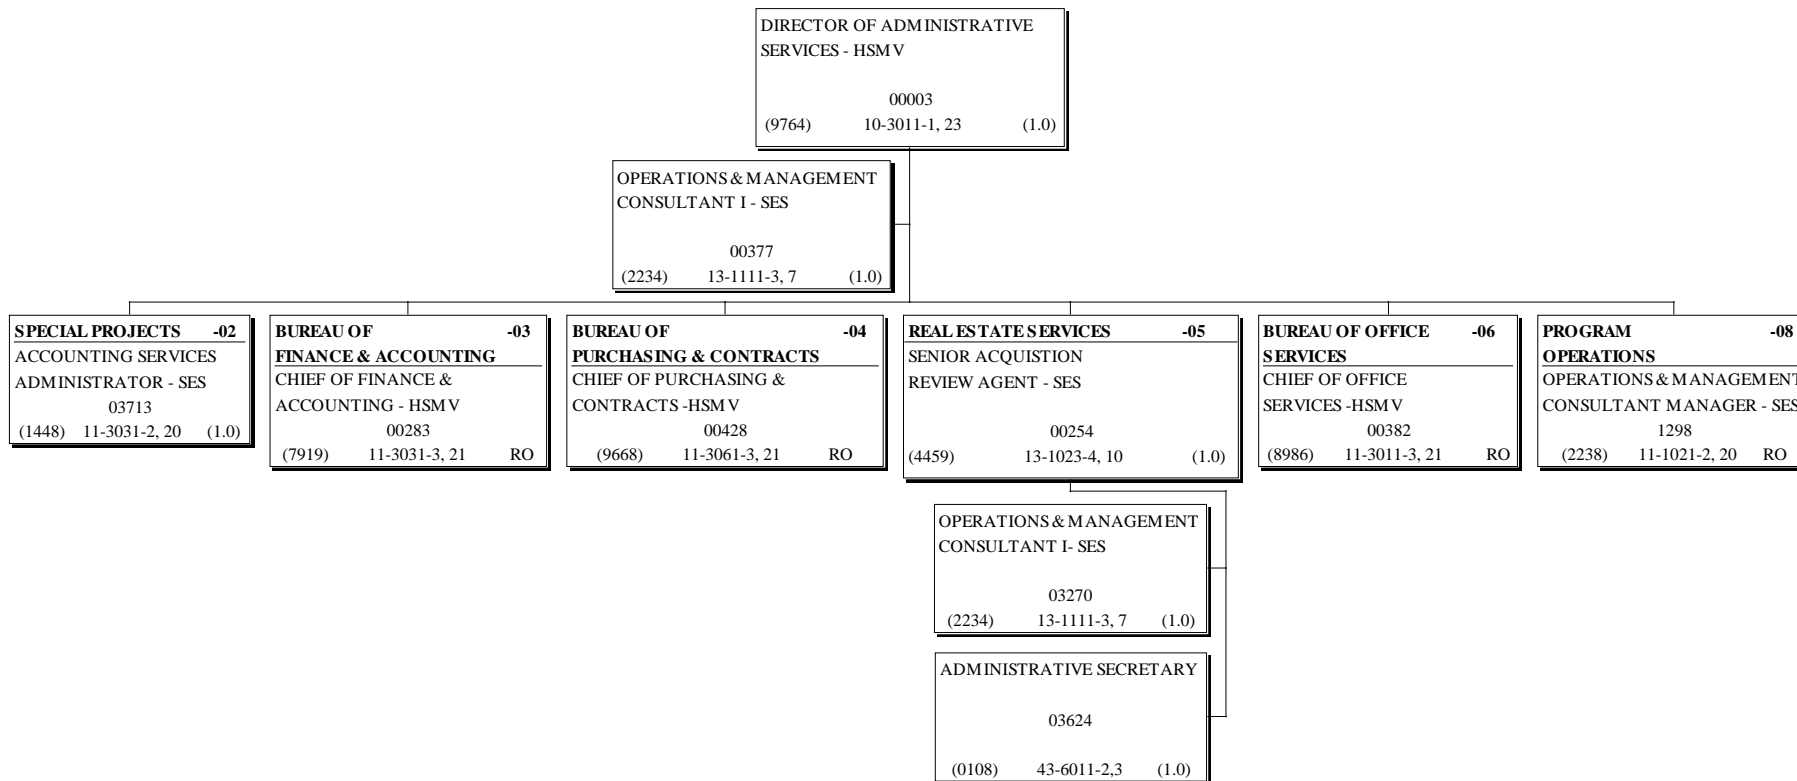 DIRECTOR OF ADMINISTRATIVE
SERVICES - HSMV
00003
(9764) 10-3011-1, 23 (1.0)
OPERATIONS & MANAGEMENT
CONSULTANT I - SES
00377
(2234) 13-1111-3, 7 (1.0)
SPECIAL PROJECTS -02
ACCOUNTING SERVICES
ADMINISTRATOR - SES
03713
(1448) 11-3031-2, 20 (1.0)
BUREAU OF -03
FINANCE & ACCOUNTING
CHIEF OF FINANCE &
ACCOUNTING - HSMV
00283
(7919) 11-3031-3, 21 RO
BUREAU OF -04
PURCHASING & CONTRACTS
CHIEF OF PURCHASING &
CONTRACTS -HSMV
00428
(9668) 11-3061-3, 21 RO
REAL ESTATE SERVICES -05
SENIOR ACQUISTION
REVIEW AGENT - SES
00254
(4459) 13-1023-4, 10 (1.0)
BUREAU OF OFFICE -06
SERVICES
CHIEF OF OFFICE
SERVICES -HSMV
00382
(8986) 11-3011-3, 21 RO
PROGRAM -08
OPERATIONS
OPERATIONS & MANAGEMENT
CONSULTANT MANAGER - SES
1298
(2238) 11-1021-2, 20 RO
OPERATIONS & MANAGEMENT
CONSULTANT I- SES
03270
(2234) 13-1111-3, 7 (1.0)
ADMINISTRATIVE SECRETARY
03624
(0108) 43-6011-2,3 (1.0)